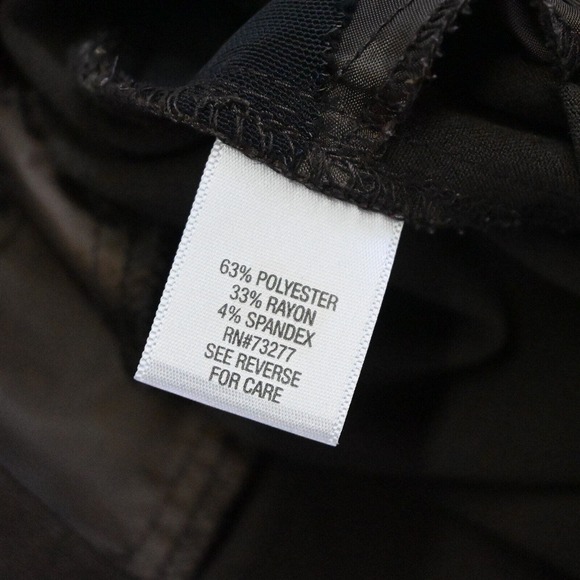 63% POLYESTER
33% RAYON
4% SPANDEX
RN#73277
SEE REVERSE
FOR CARE